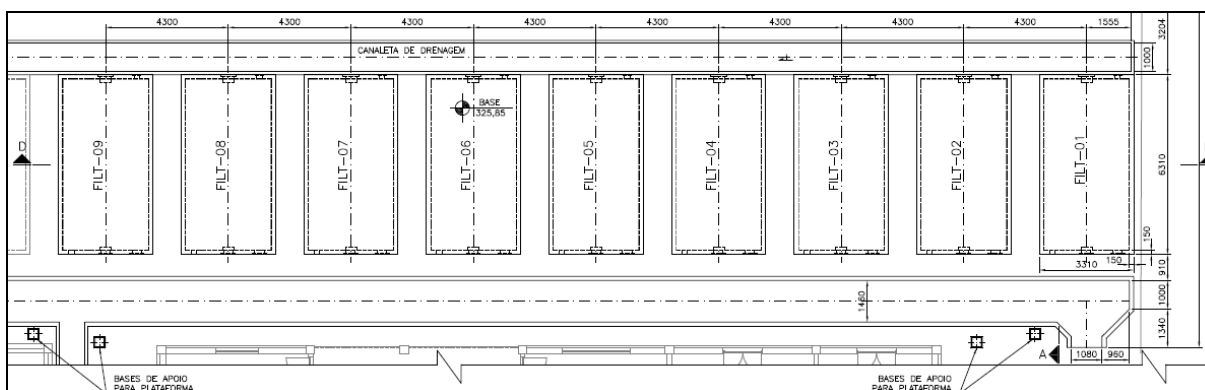 4300 4300 4300 4300 4300 4300 4300 4300 1555
3204
CANALETA DE DRENAGEM
1000
BASE
325,85
D
FILT-09
FILT-08
FILT-07
FILT-06
FILT-05
FILT-04
FILT-03
FILT-02
FILT-01
6310
150
150
3310
910
1460
1000
1340
A
1080 960
BASES DE APOIO
PARA PLATAFORMA
BASES DE APOIO
PARA PLATAFORMA